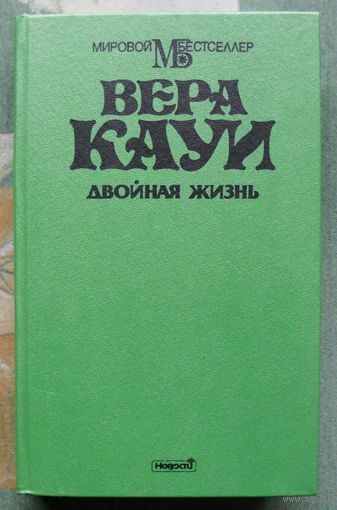 МИРОВОЙ МБ БЕСТСЕЛЛЕР
ВЕРА
КАУИ
ДВОЙНАЯ ЖИЗНЬ
Новости